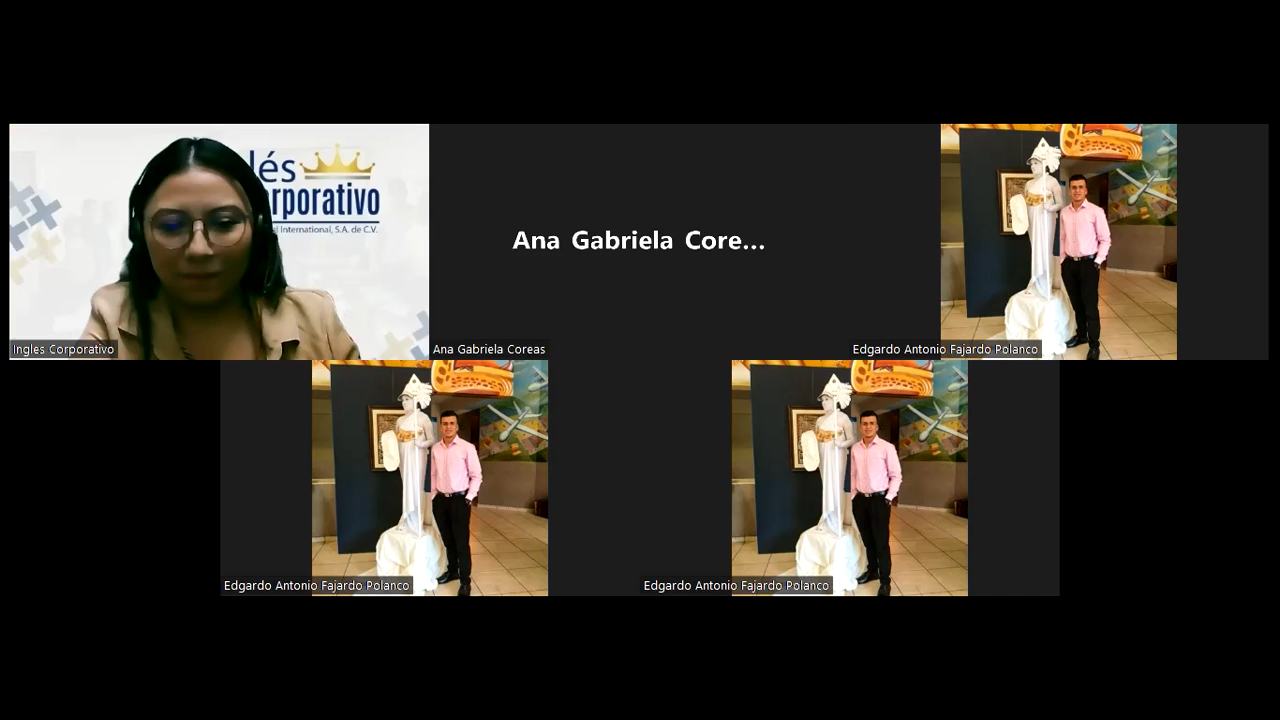 lés
rporativo
al International, S.A. de C.V.
Ingles Corporativo
Ana Gabriela Core...
Ana Gabriela Coreas
Edgardo Antonio Fajardo Polanco
Edgardo Antonio Fajardo Polanco
Edgardo Antonio Fajardo Polanco